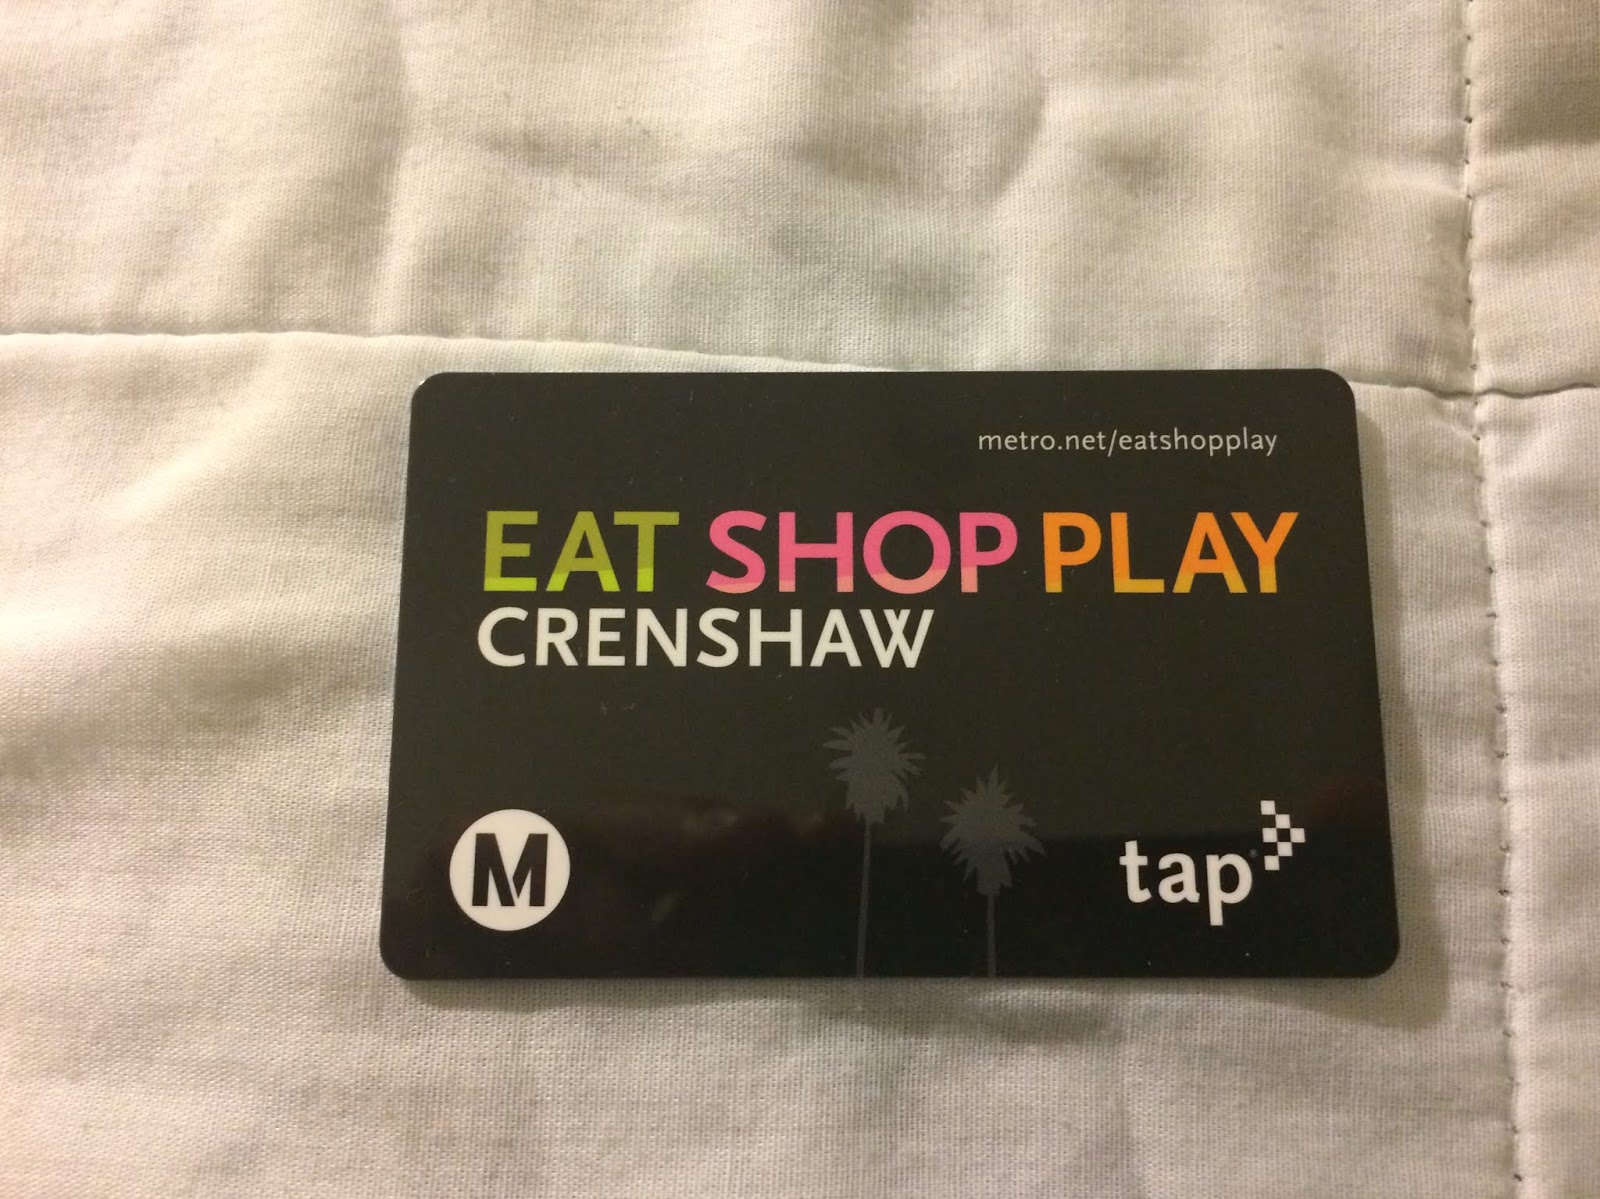 metro.net/eatshopplay
EAT SHOP PLAY
CRENSHAW
M
tap®